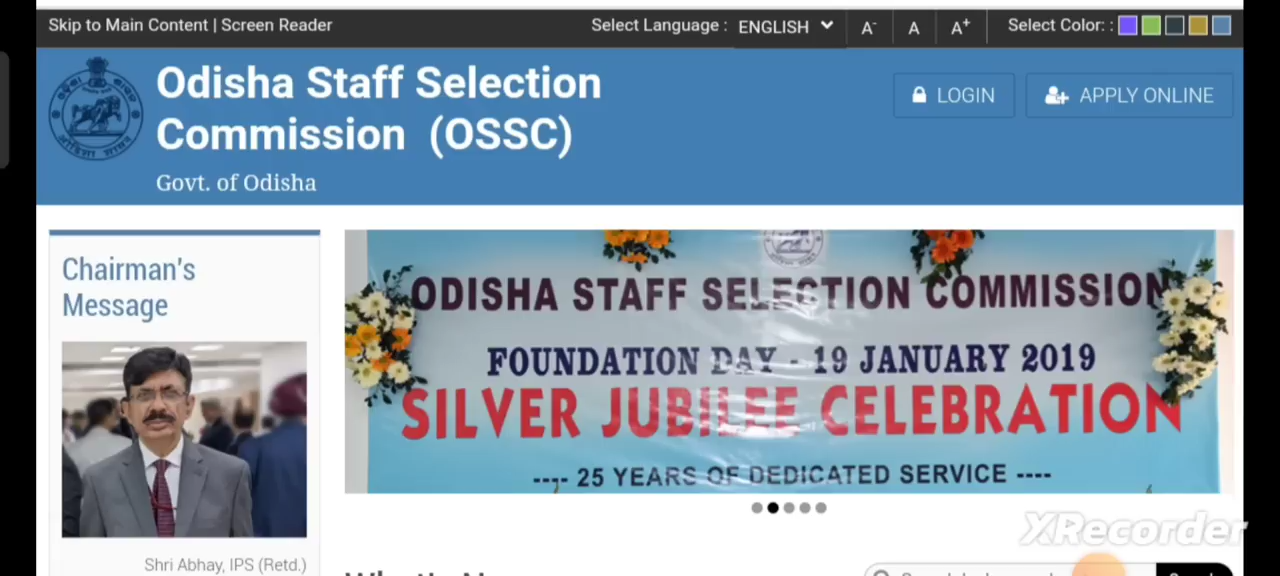 Skip to Main Content | Screen Reader
Select Language : ENGLISH A- A A+ Select Color: :
Odisha Staff Selection
Commission (OSSC)
Govt. of Odisha
LOGIN
APPLY ONLINE
Chairman's
Message
Shri Abhay, IPS (Retd.)
ODISHA STAFF SELECTION COMMISSION
FOUNDATION DAY - 19 JANUARY 2019
SILVER JUBILEE CELEBRATION
---- 25 YEARS OF DEDICATED SERVICE ----
XRecorder